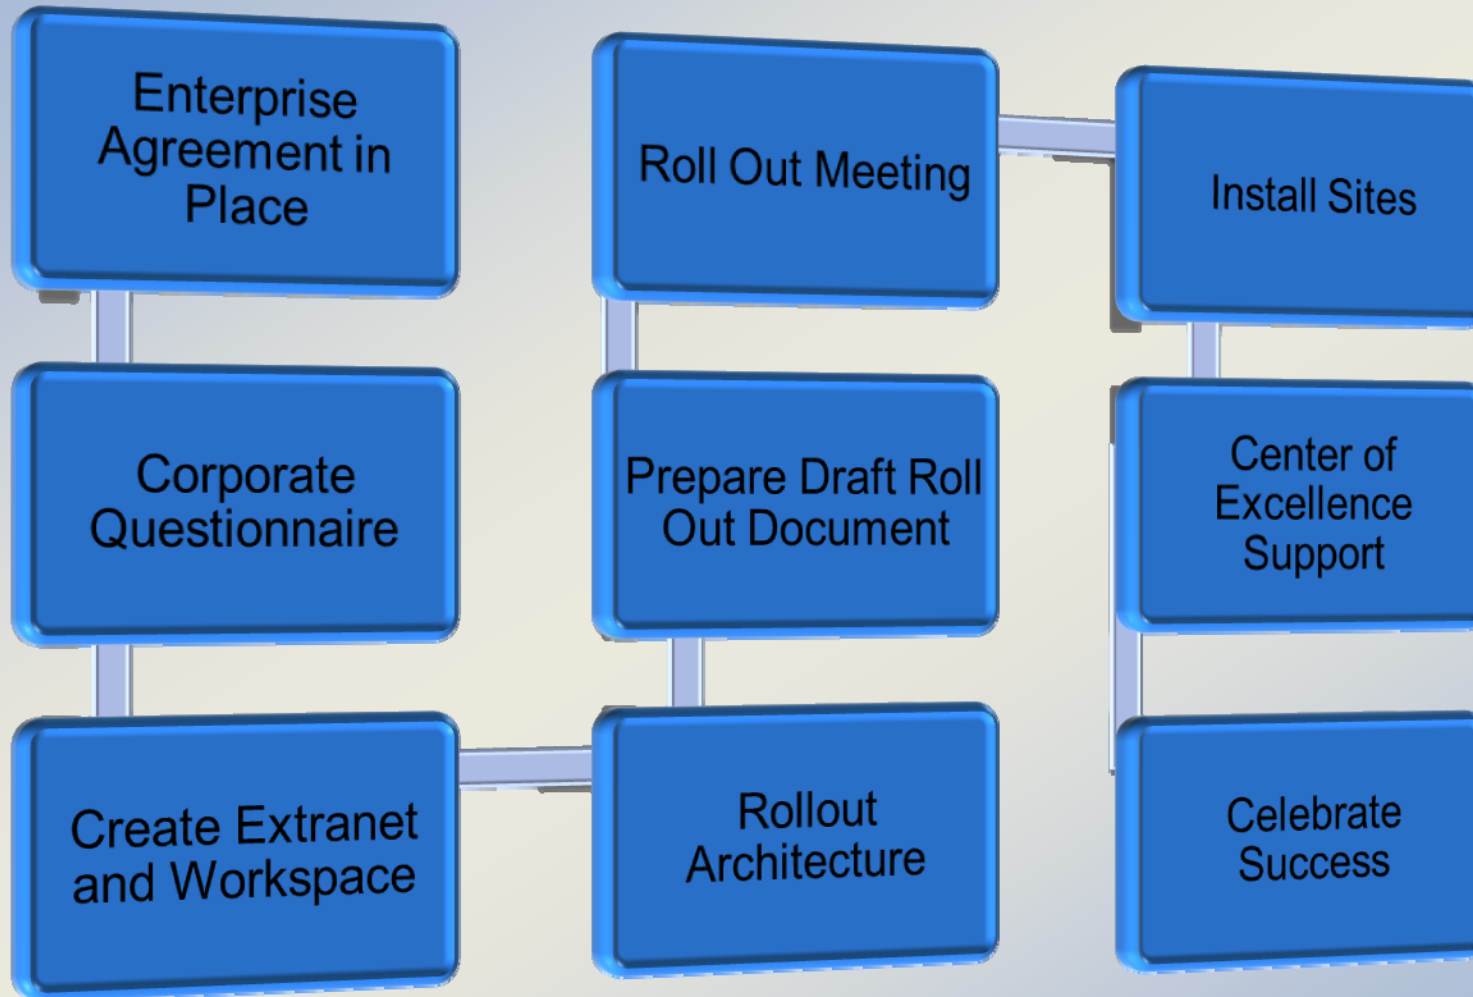 Enterprise
Agreement in
Place
Corporate
Questionnaire
Create Extranet
and Workspace
Rollout
Architecture
Prepare Draft Roll
Out Document
Roll Out Meeting
Install Sites
Center of
Excellence
Support
Celebrate
Success